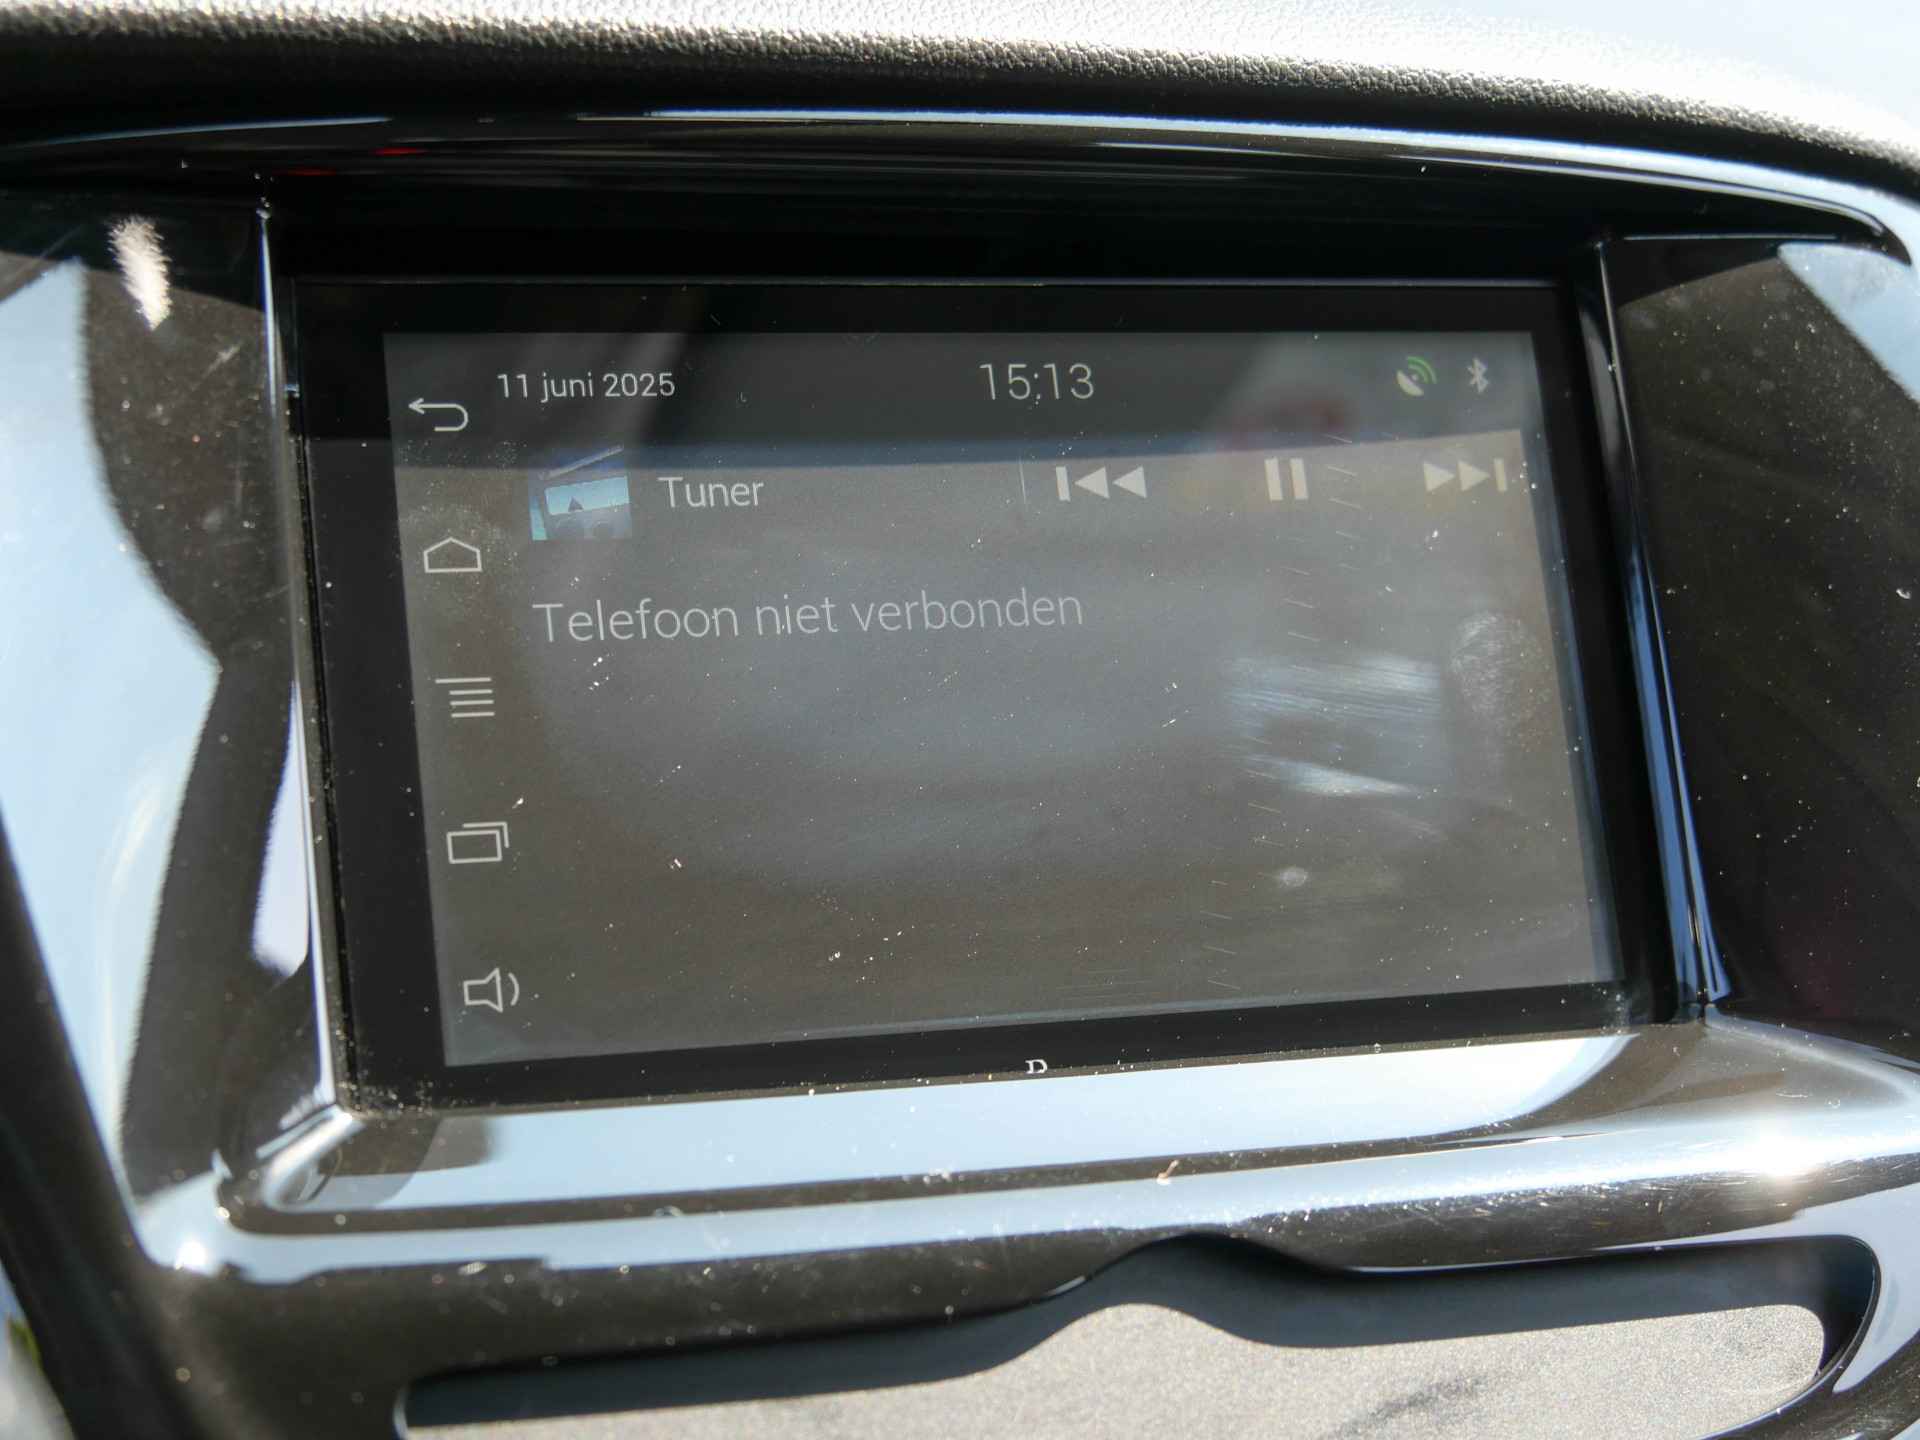 11 juni 2025
15:13
Tuner
Telefoon niet verbonden